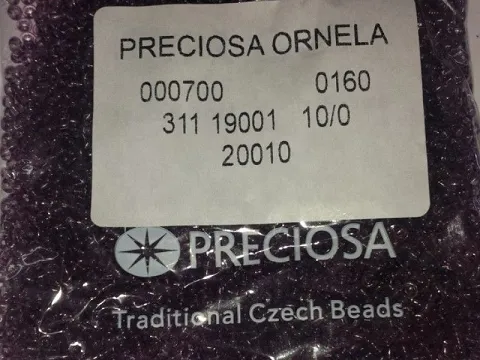 PRECIOSA ORNELA
000700 0160
311 19001 10/0
20010
PRECIOSA
Traditional Czech Beads